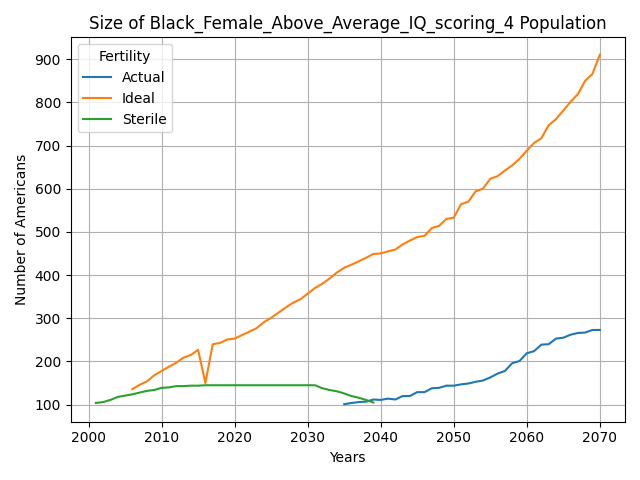 Size of Black_Female_Above_Average_IQ_scoring_4 Population
Fertility
Actual
Ideal
Sterile
Number of Americans
900
800
700
600
500
400
300
200
100
2000 2010 2020 2030 2040 2050 2060 2070
Years